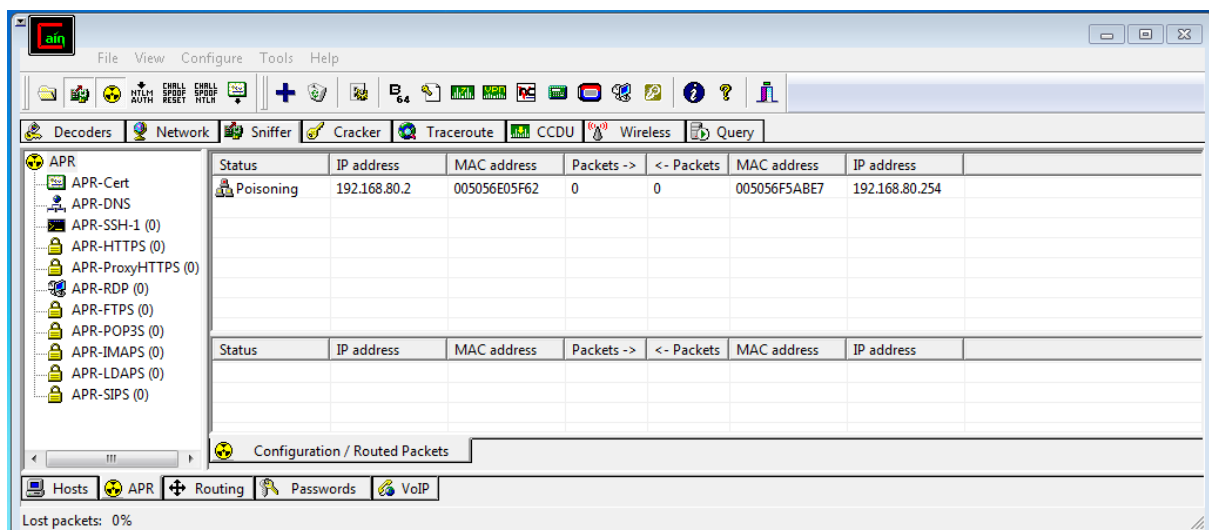 aín
File View Configure Tools Help
NTLM AUTH CHALL SPOOF RESET CHALL SPOOF NTLM B64
Decoders Network Sniffer Cracker Traceroute CCDU Wireless Query
APR
APR-Cert
APR-DNS
APR-SSH-1 (0)
APR-HTTPS (0)
APR-ProxyHTTPS (0)
APR-RDP (0)
APR-FTPS (0)
APR-POP3S (0)
APR-IMAPS (0)
APR-LDAPS (0)
APR-SIPS (0)
Status IP address MAC address Packets -> <- Packets MAC address IP address
Poisoning 192.168.80.2 005056E05F62 0 0 005056F5ABE7 192.168.80.254
Status IP address MAC address Packets -> <- Packets MAC address IP address
Configuration / Routed Packets
Hosts APR Routing Passwords VoIP
Lost packets: 0%